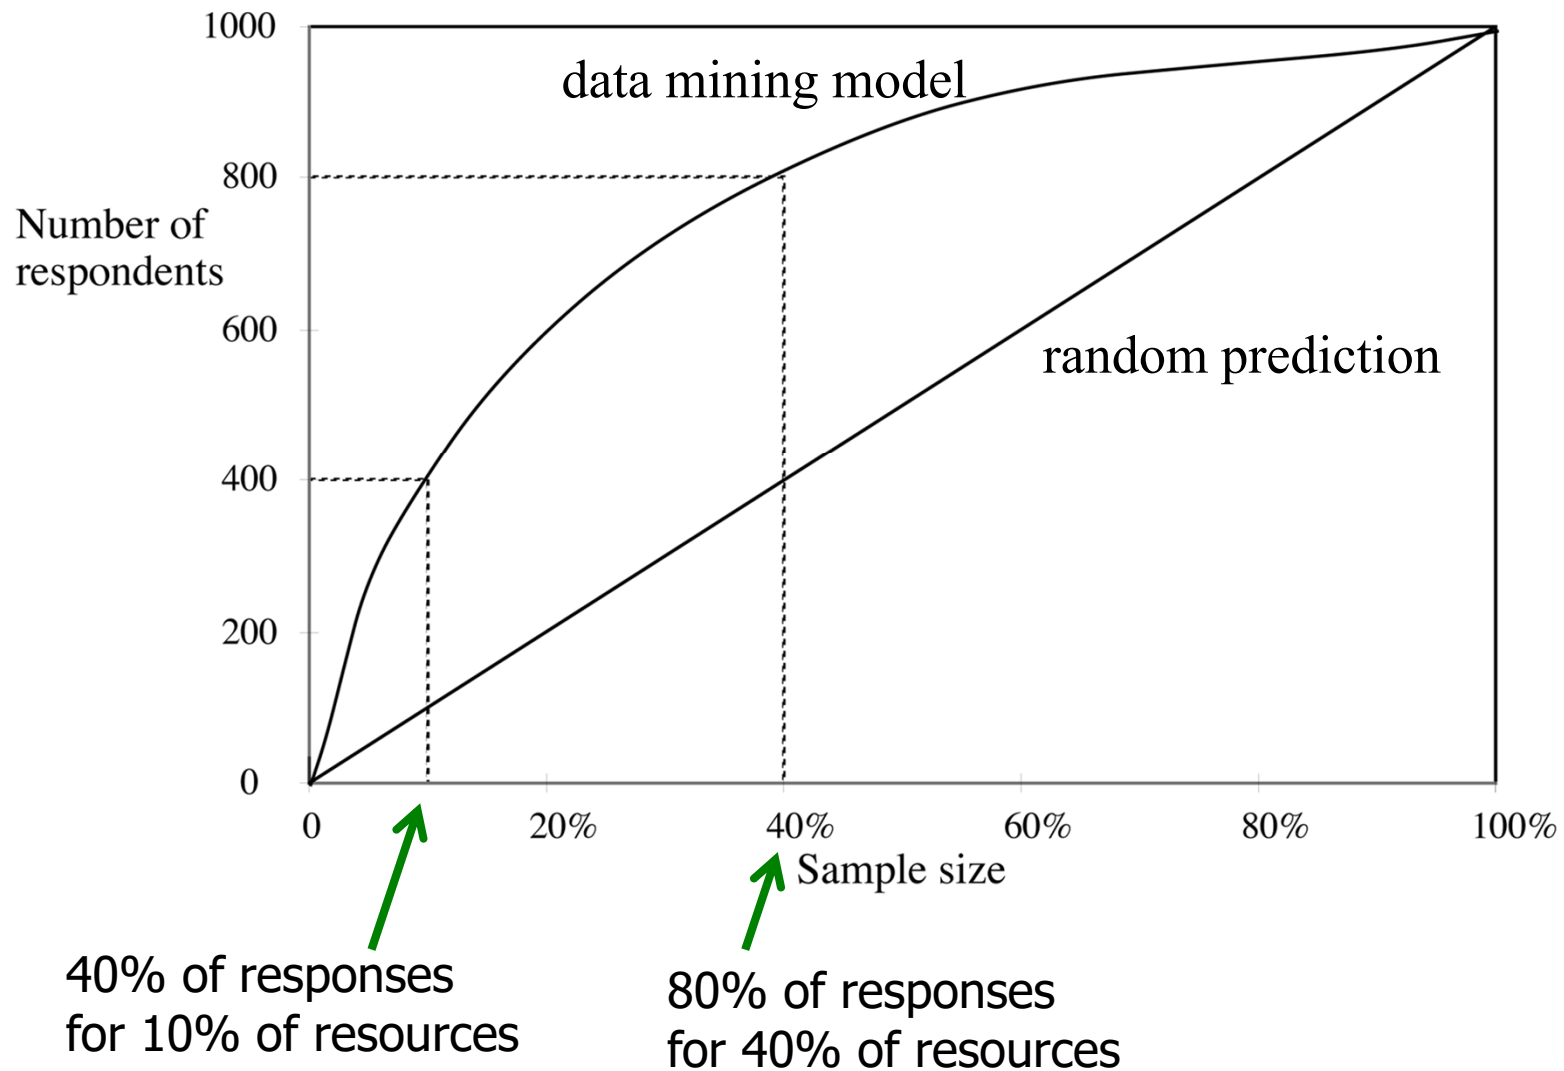 1000
data mining model
800
Number of
respondents
600
random prediction
400
200
0
0 20% 40% 60% 80% 100%
Sample size
40% of responses
for 10% of resources
80% of responses
for 40% of resources